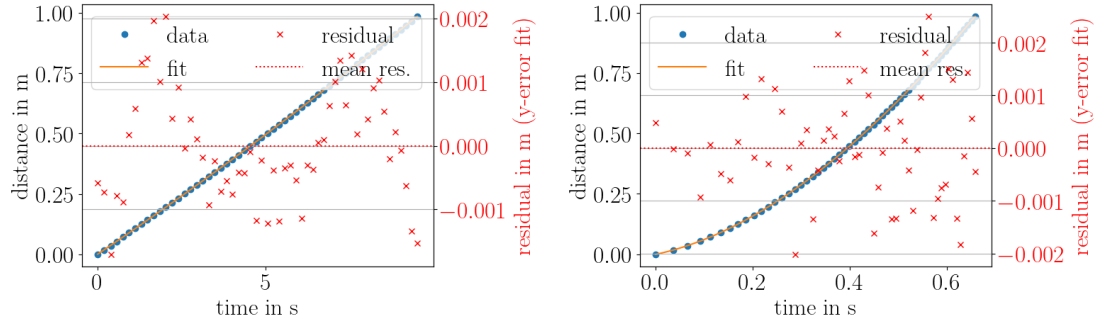 distance in m
1.00
0.75
0.50
0.25
0.00
data
fit
residual
mean res.
0.002
0.001
0.000
−0.001
residual in m (y-error fit)
0
5
time in s
distance in m
1.00
0.75
0.50
0.25
0.00
data
fit
residual
mean res.
0.002
0.001
0.000
−0.001
−0.002
residual in m (y-error fit)
0.0
0.2
0.4
0.6
time in s